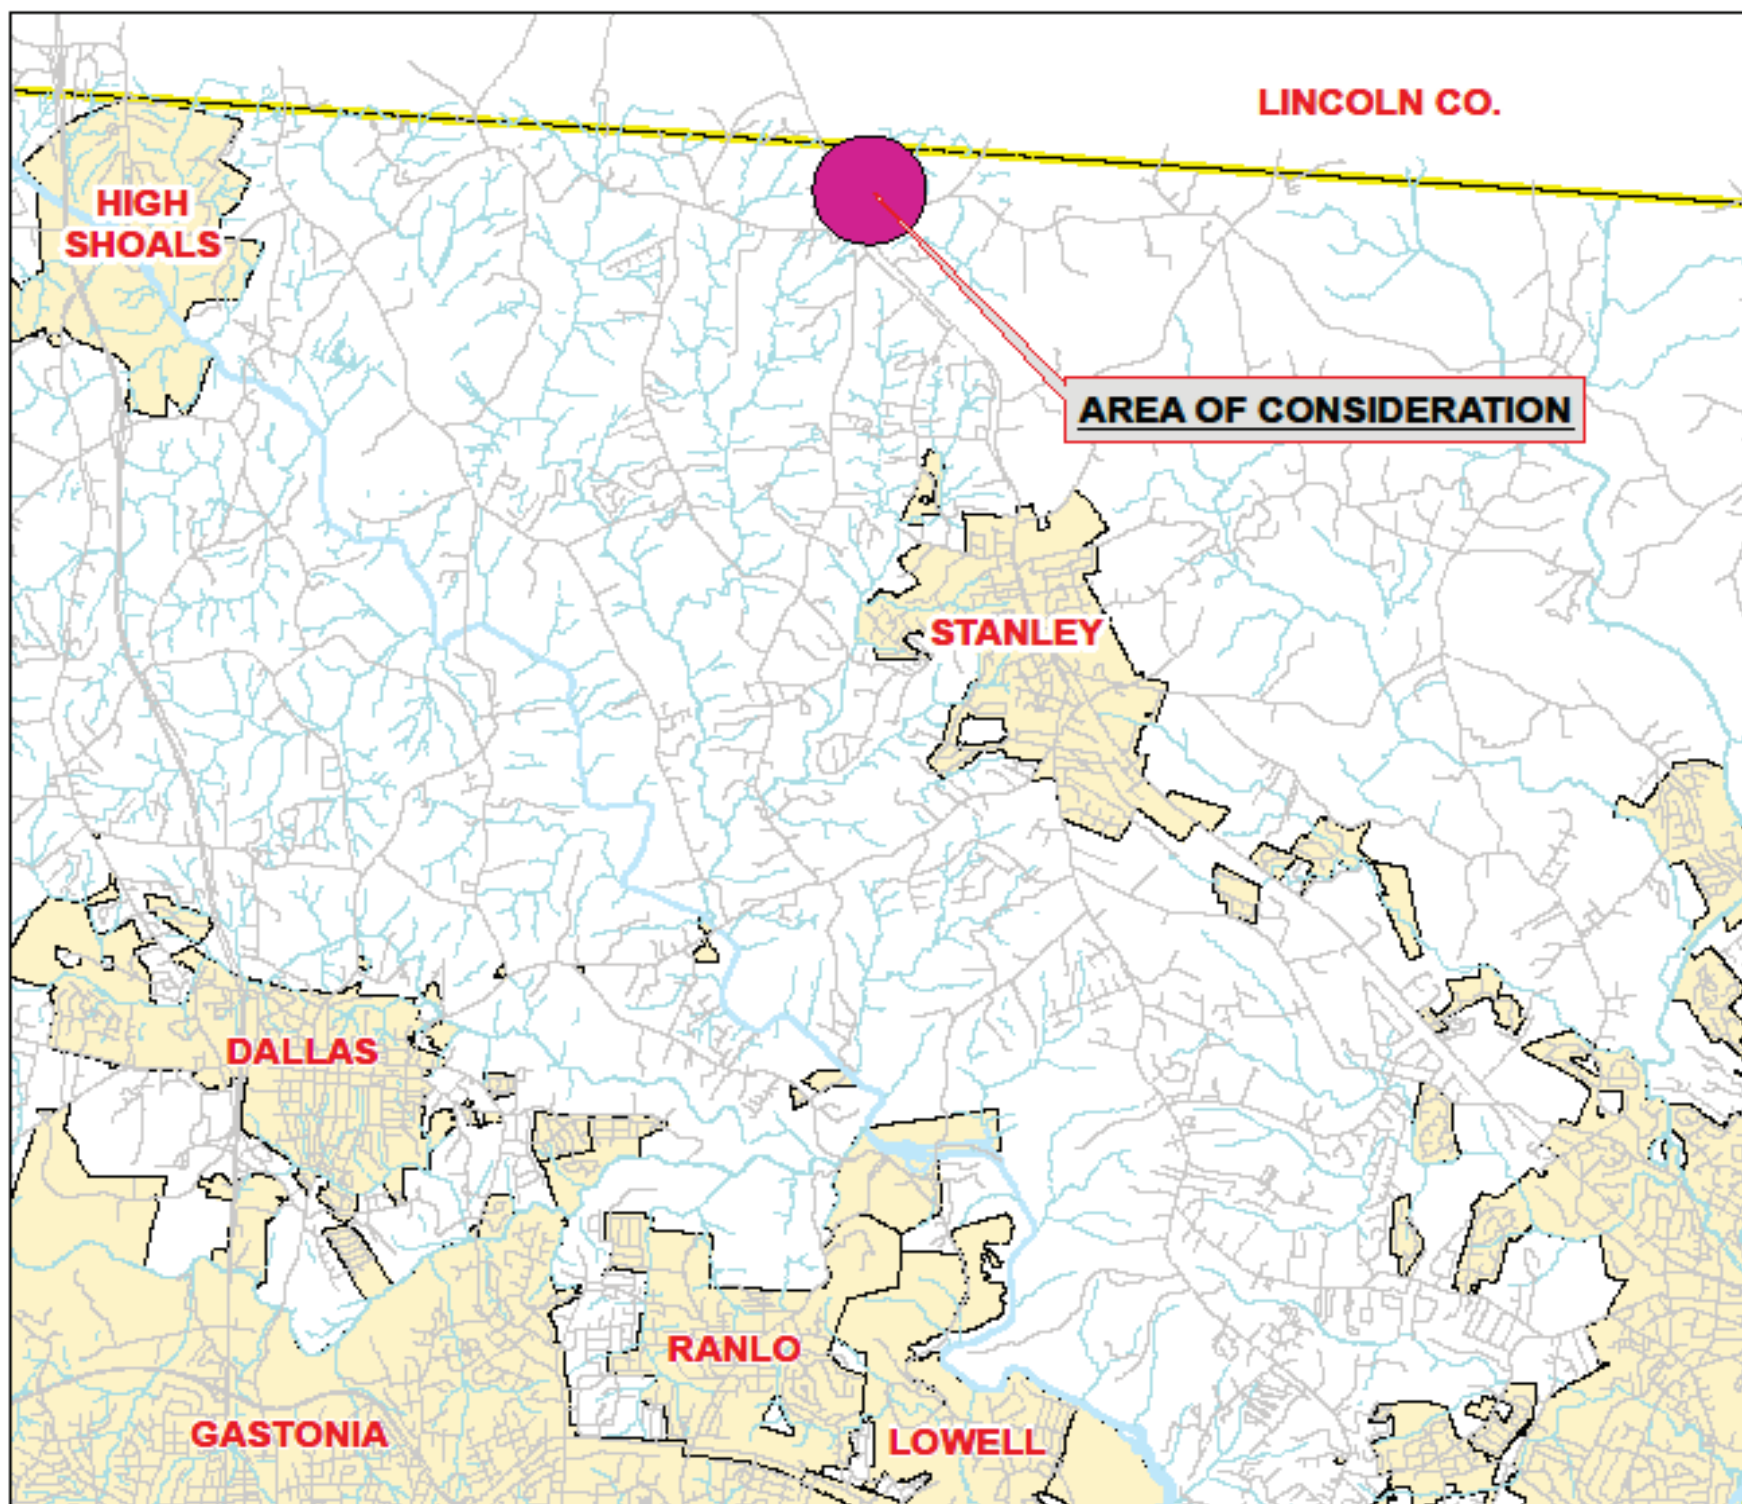 LINCOLN CO.
HIGH
SHOALS
AREA OF CONSIDERATION
STANLEY
DALLAS
RANLO
GASTONIA
LOWELL